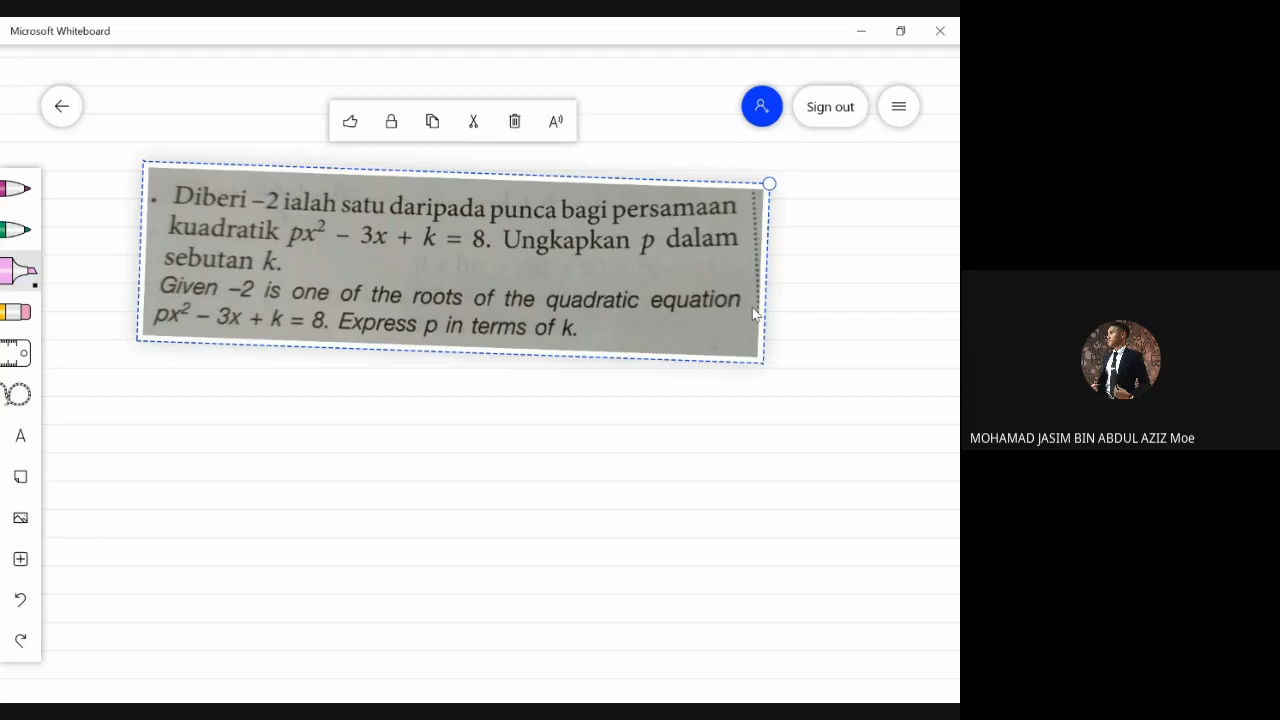 Microsoft Whiteboard
Sign out
. Diberi –2 ialah satu daripada punca bagi persamaan
kuadratik px² – 3x + k = 8. Ungkapkan p dalam
sebutan k.
Given –2 is one of the roots of the quadratic equation
px² – 3x + k = 8. Express p in terms of k.
MOHAMAD JASIM BIN ABDUL AZIZ Moe